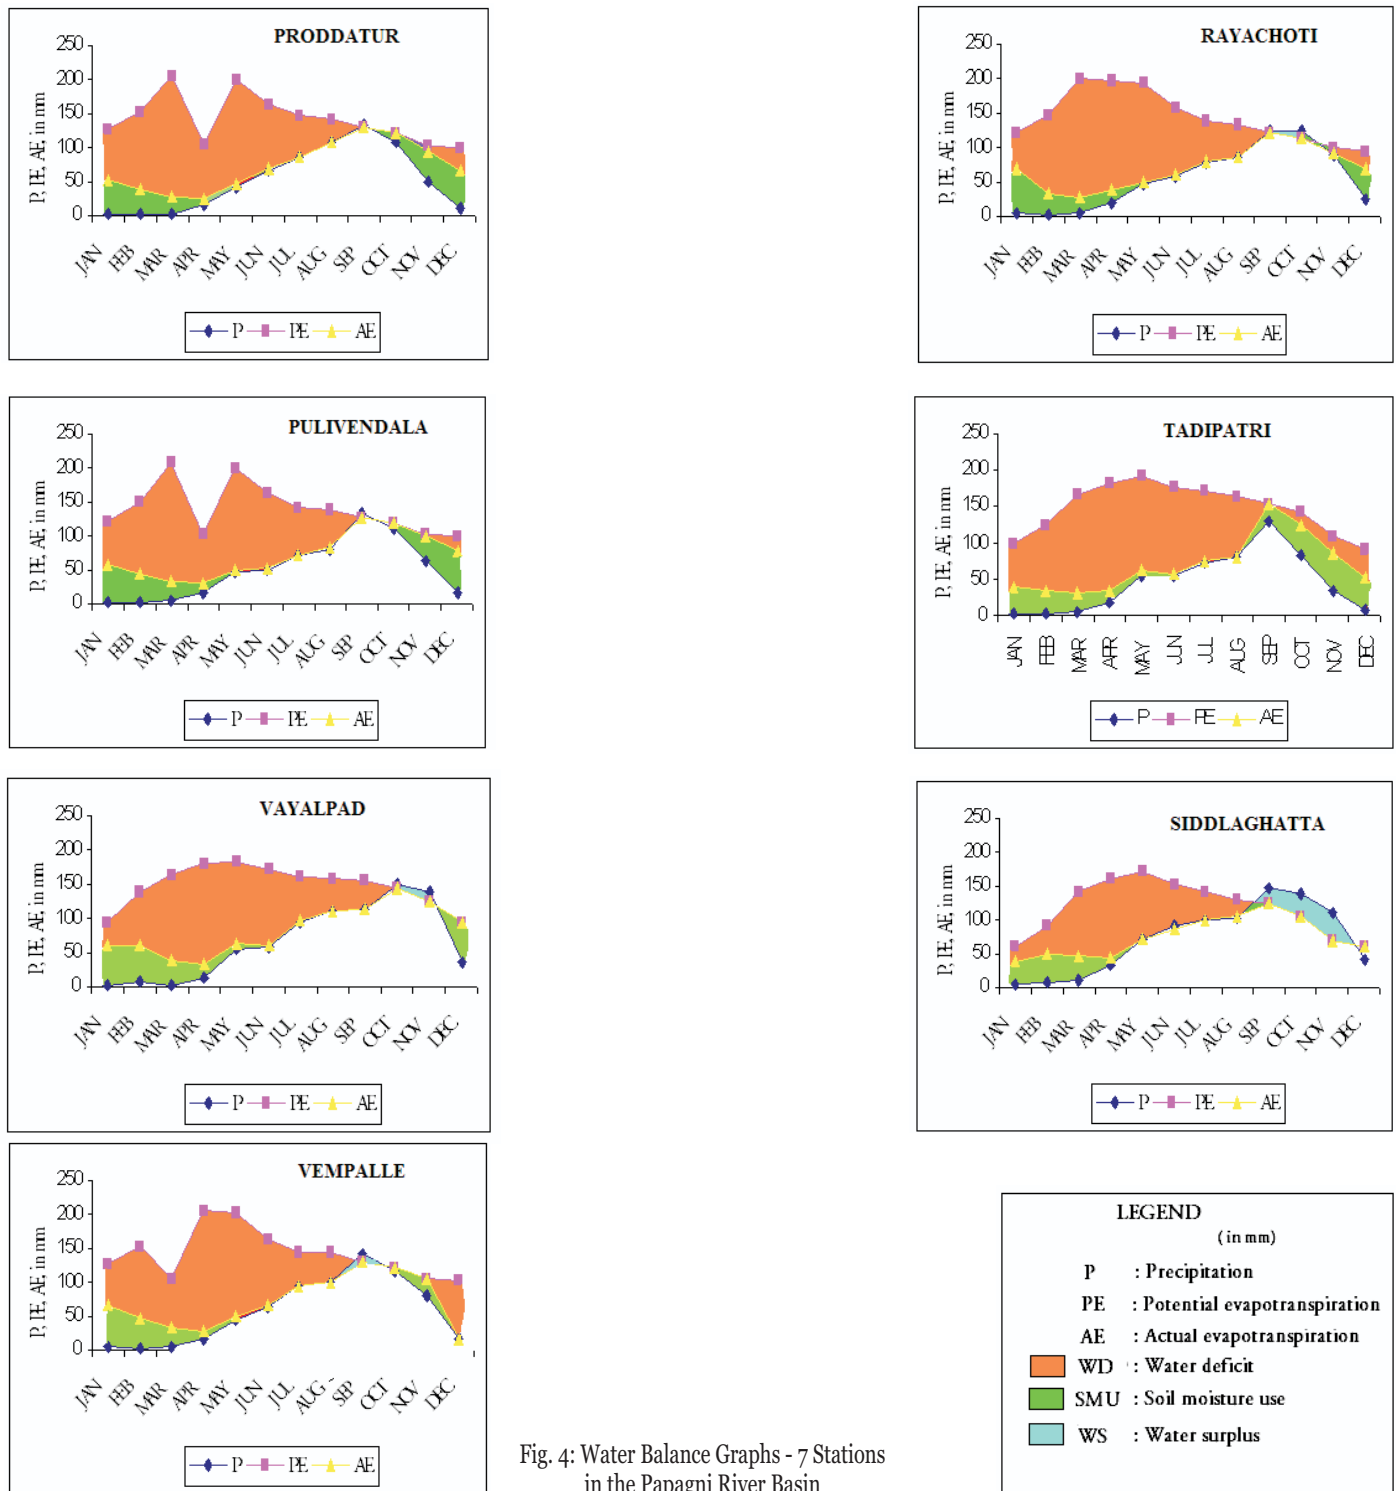 PRODDATUR
P, PE, AE, in mm
250
200
150
100
50
0
JAN FEB MAR APR MAY JUN JUL AUG SEP OCT NOV DEC
P PE AE
RAYACHOTI
P, PE, AE, in mm
250
200
150
100
50
0
JAN FEB MAR APR MAY JUN JUL AUG SEP OCT NOV DEC
P PE AE
PULIVENDALA
P, PE, AE, in mm
250
200
150
100
50
0
JAN FEB MAR APR MAY JUN JUL AUG SEP OCT NOV DEC
P PE AE
TADIPATRI
P, PE, AE, in mm
250
200
150
100
50
0
JAN FEB MAR APR MAY JUN JUL AUG SEP OCT NOV DEC
P PE AE
VAYALPAD
P, PE, AE, in mm
250
200
150
100
50
0
JAN FEB MAR APR MAY JUN JUL AUG SEP OCT NOV DEC
P PE AE
SIDDLAGHATTA
P, PE, AE, in mm
250
200
150
100
50
0
JAN FEB MAR APR MAY JUN JUL AUG SEP OCT NOV DEC
P PE AE
VEMPALLE
P, PE, AE, in mm
250
200
150
100
50
0
JAN FEB MAR APR MAY JUN JUL AUG - SEP OCT NOV DEC
P PE AE
LEGEND
( in mm)
P : Precipitation
PE : Potential evapotranspiration
AE : Actual evapotranspiration
WD : Water deficit
SMU : Soil moisture use
WS : Water surplus
Fig. 4: Water Balance Graphs - 7 Stations
in the Papagni River Basin